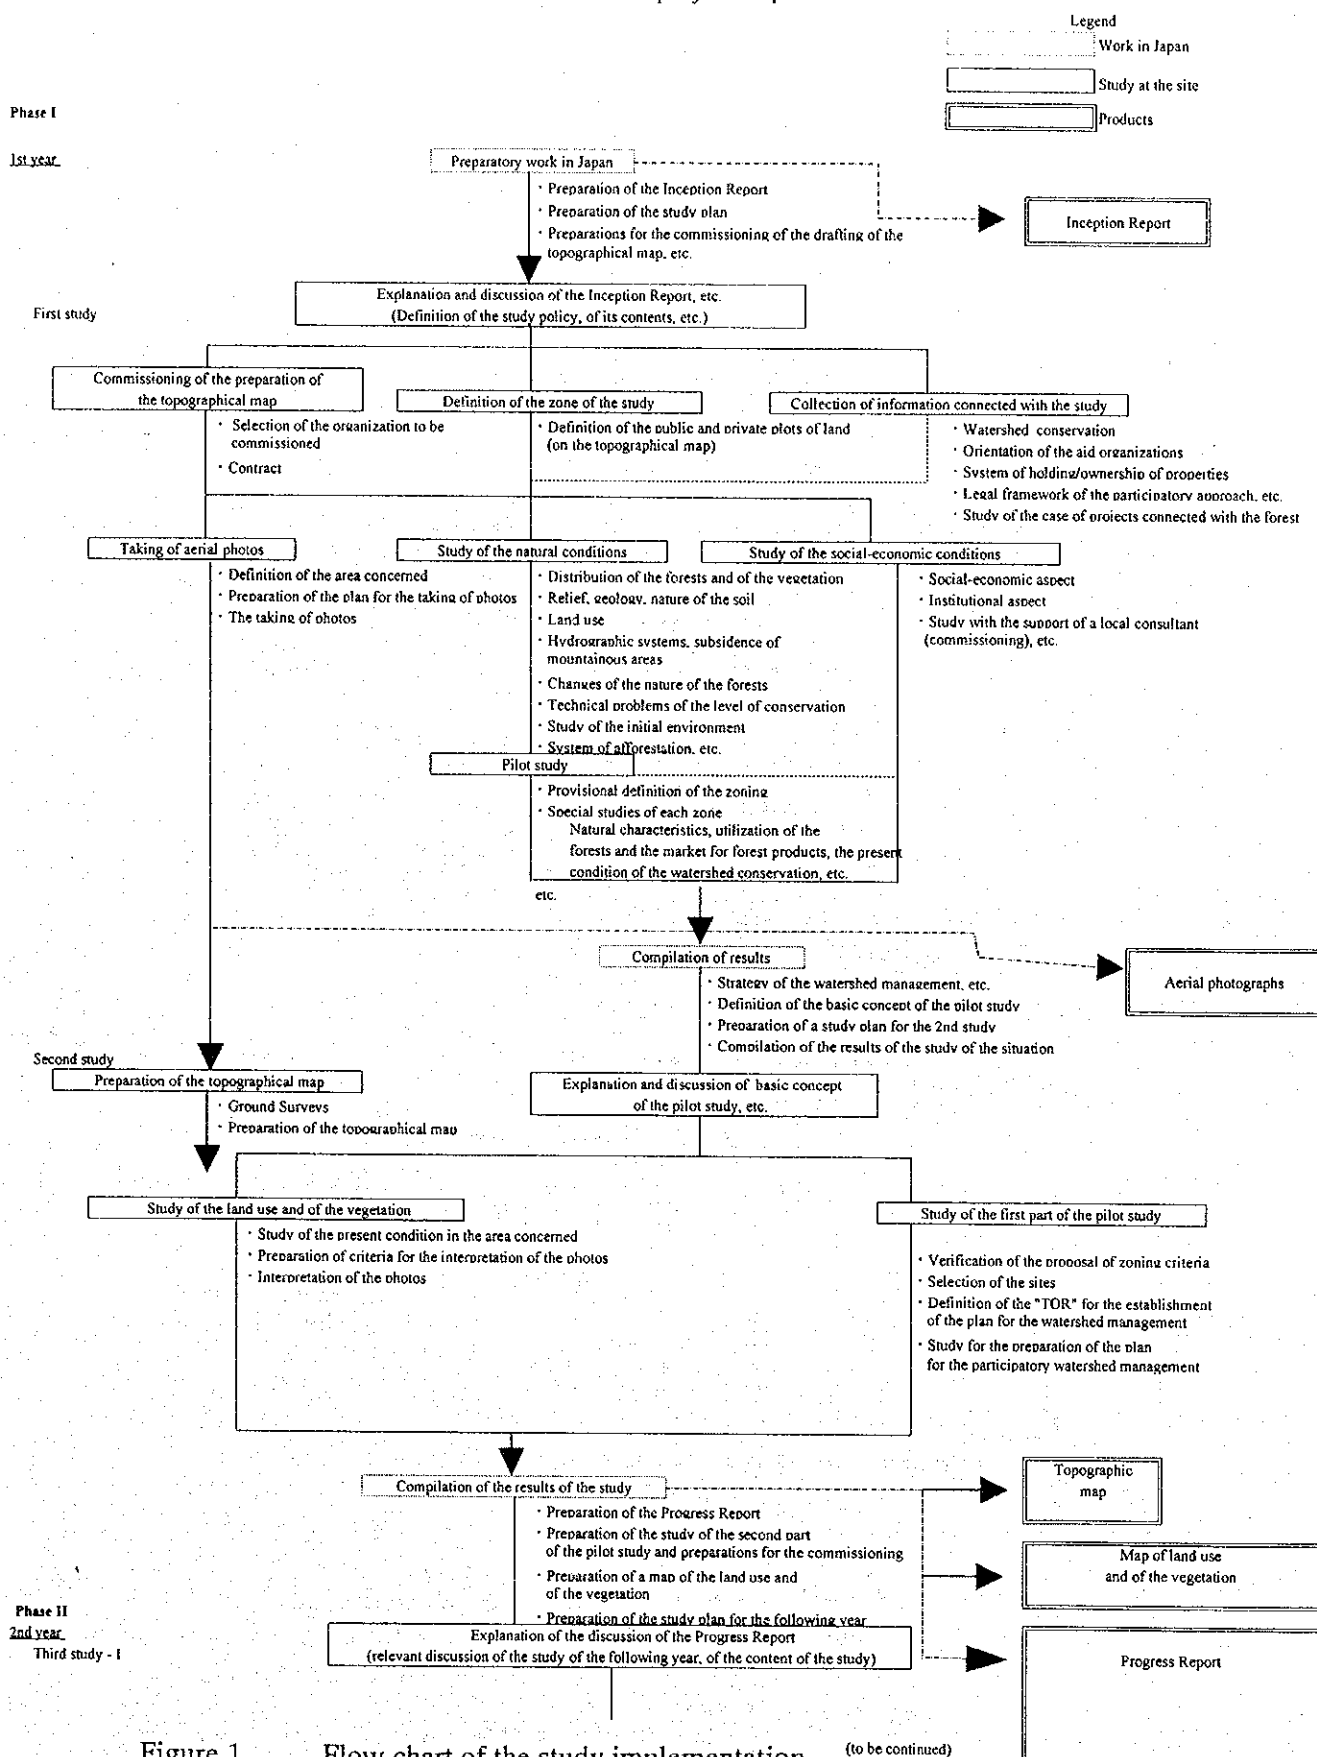 Legend
Work in Japan
Study at the site
Products
Phase I
1st year
Preparatory work in Japan
· Preparation of the Inception Report
· Preparation of the study plan
· Preparations for the commissioning of the drafting of the
topographical map, etc.
Inception Report
First study
Explanation and discussion of the Inception Report, etc.
(Definition of the study policy, of its contents, etc.)
Commissioning of the preparation of
the topographical map
· Selection of the organization to be
commissioned
· Contract
Definition of the zone of the study
· Definition of the public and private plots of land
(on the topographical map)
Collection of information connected with the study
· Watershed conservation
· Orientation of the aid organizations
· System of holding/ownership of properties
· Legal framework of the participatory approach, etc.
· Study of the case of projects connected with the forest
Taking of aerial photos
· Definition of the area concerned
· Preparation of the plan for the taking of photos
· The taking of photos
Study of the natural conditions
· Distribution of the forests and of the vegetation
· Relief, geology, nature of the soil
· Land use
· Hydrographic systems, subsidence of
mountainous areas
· Changes of the nature of the forests
· Technical problems of the level of conservation
· Study of the initial environment
· System of afforestation, etc.
Study of the social-economic conditions
· Social-economic aspect
· Institutional aspect
· Study with the support of a local consultant
(commissioning), etc.
Pilot study
· Provisional definition of the zoning
· Special studies of each zone
Natural characteristics, utilization of the
forests and the market for forest products, the present
condition of the watershed conservation, etc.
etc.
Compilation of results
· Strategy of the watershed management, etc.
· Definition of the basic concept of the pilot study
· Preparation of a study plan for the 2nd study
· Compilation of the results of the study of the situation
Aerial photographs
Second study
Preparation of the topographical map
· Ground Surveys
· Preparation of the topographical map
Explanation and discussion of basic concept
of the pilot study, etc.
Study of the land use and of the vegetation
· Study of the present condition in the area concerned
· Preparation of criteria for the interpretation of the photos
· Interpretation of the photos
Study of the first part of the pilot study
· Verification of the proposal of zoning criteria
· Selection of the sites
· Definition of the "TOR" for the establishment
of the plan for the watershed management
· Study for the preparation of the plan
for the participatory watershed management
Compilation of the results of the study
· Preparation of the Progress Report
· Preparation of the study of the second part
of the pilot study and preparations for the commissioning
· Preparation of a map of the land use and
of the vegetation
· Preparation of the study plan for the following year
Topographic
map
Map of land use
and of the vegetation
Phase II
2nd year
Third study - I
Explanation of the discussion of the Progress Report
(relevant discussion of the study of the following year, of the content of the study)
Progress Report
Figure 1 Flow chart of the study implementation
(to be continued)